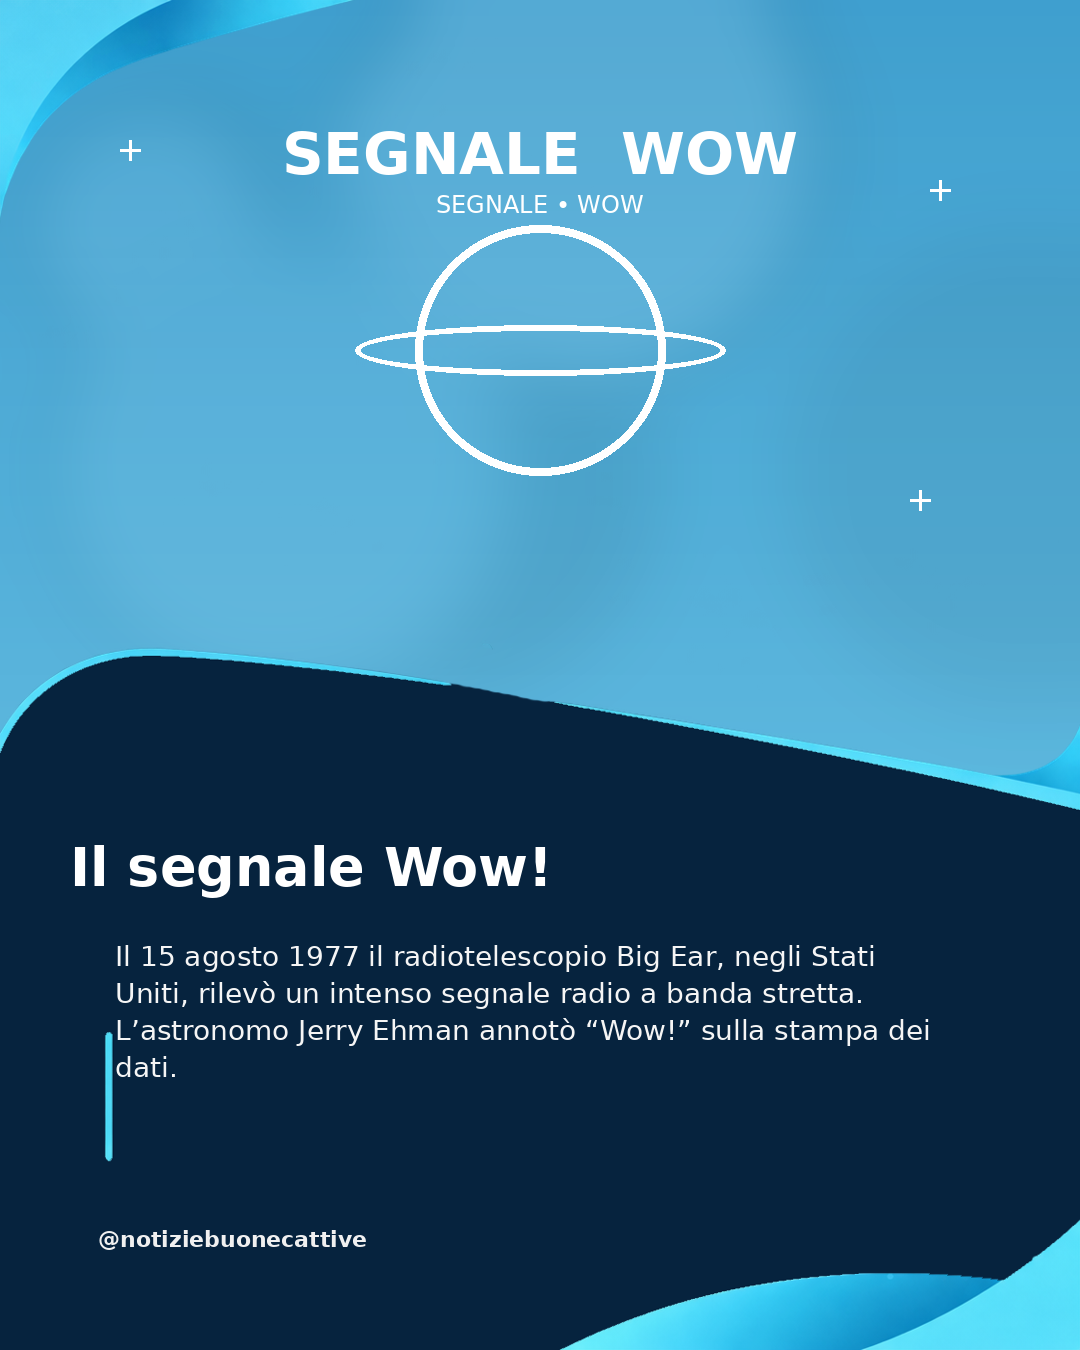 SEGNALE WOW
SEGNALE • WOW
Il segnale Wow!
Il 15 agosto 1977 il radiotelescopio Big Ear, negli Stati
Uniti, rilevò un intenso segnale radio a banda stretta.
L’astronomo Jerry Ehman annotò “Wow!” sulla stampa dei
dati.
@notiziebuonecattive